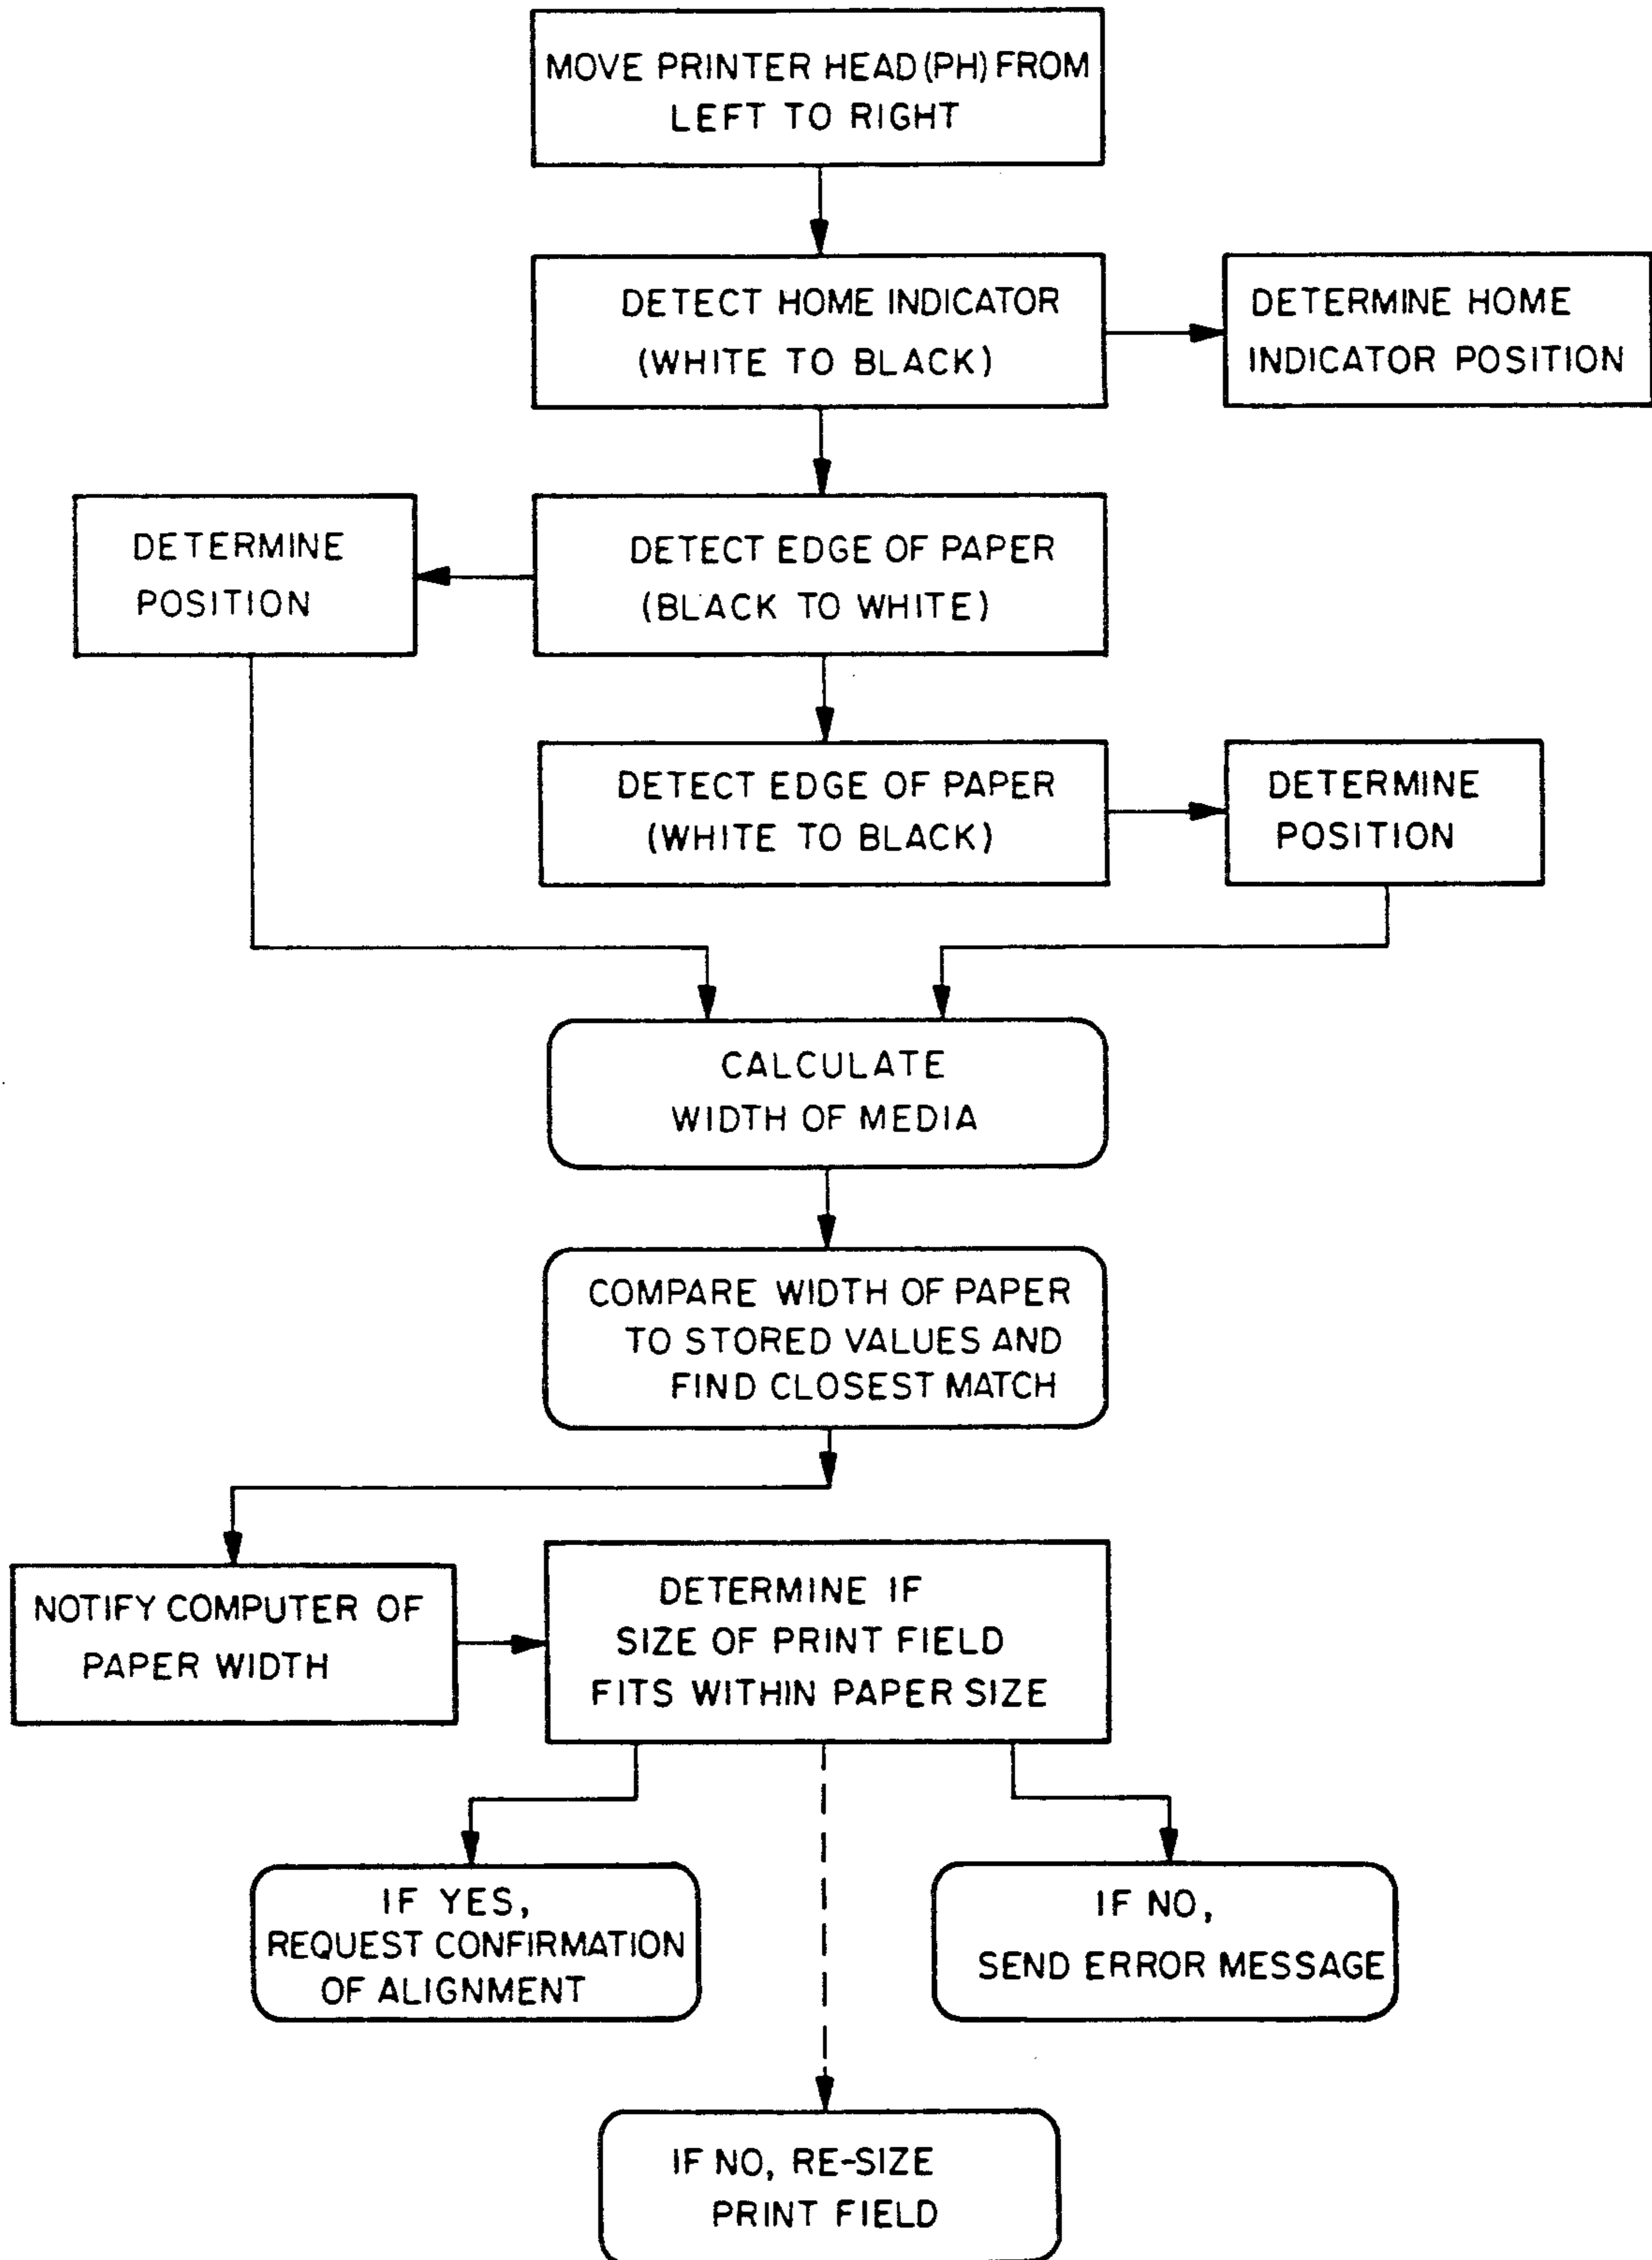 MOVE PRINTER HEAD (PH) FROM
LEFT TO RIGHT
DETECT HOME INDICATOR
(WHITE TO BLACK)
DETERMINE HOME
INDICATOR POSITION
DETERMINE
POSITION
DETECT EDGE OF PAPER
(BLACK TO WHITE)
DETECT EDGE OF PAPER
(WHITE TO BLACK)
DETERMINE
POSITION
CALCULATE
WIDTH OF MEDIA
COMPARE WIDTH OF PAPER
TO STORED VALUES AND
FIND CLOSEST MATCH
NOTIFY COMPUTER OF
PAPER WIDTH
DETERMINE IF
SIZE OF PRINT FIELD
FITS WITHIN PAPER SIZE
IF YES,
REQUEST CONFIRMATION
OF ALIGNMENT
IF NO,
SEND ERROR MESSAGE
IF NO, RE-SIZE
PRINT FIELD